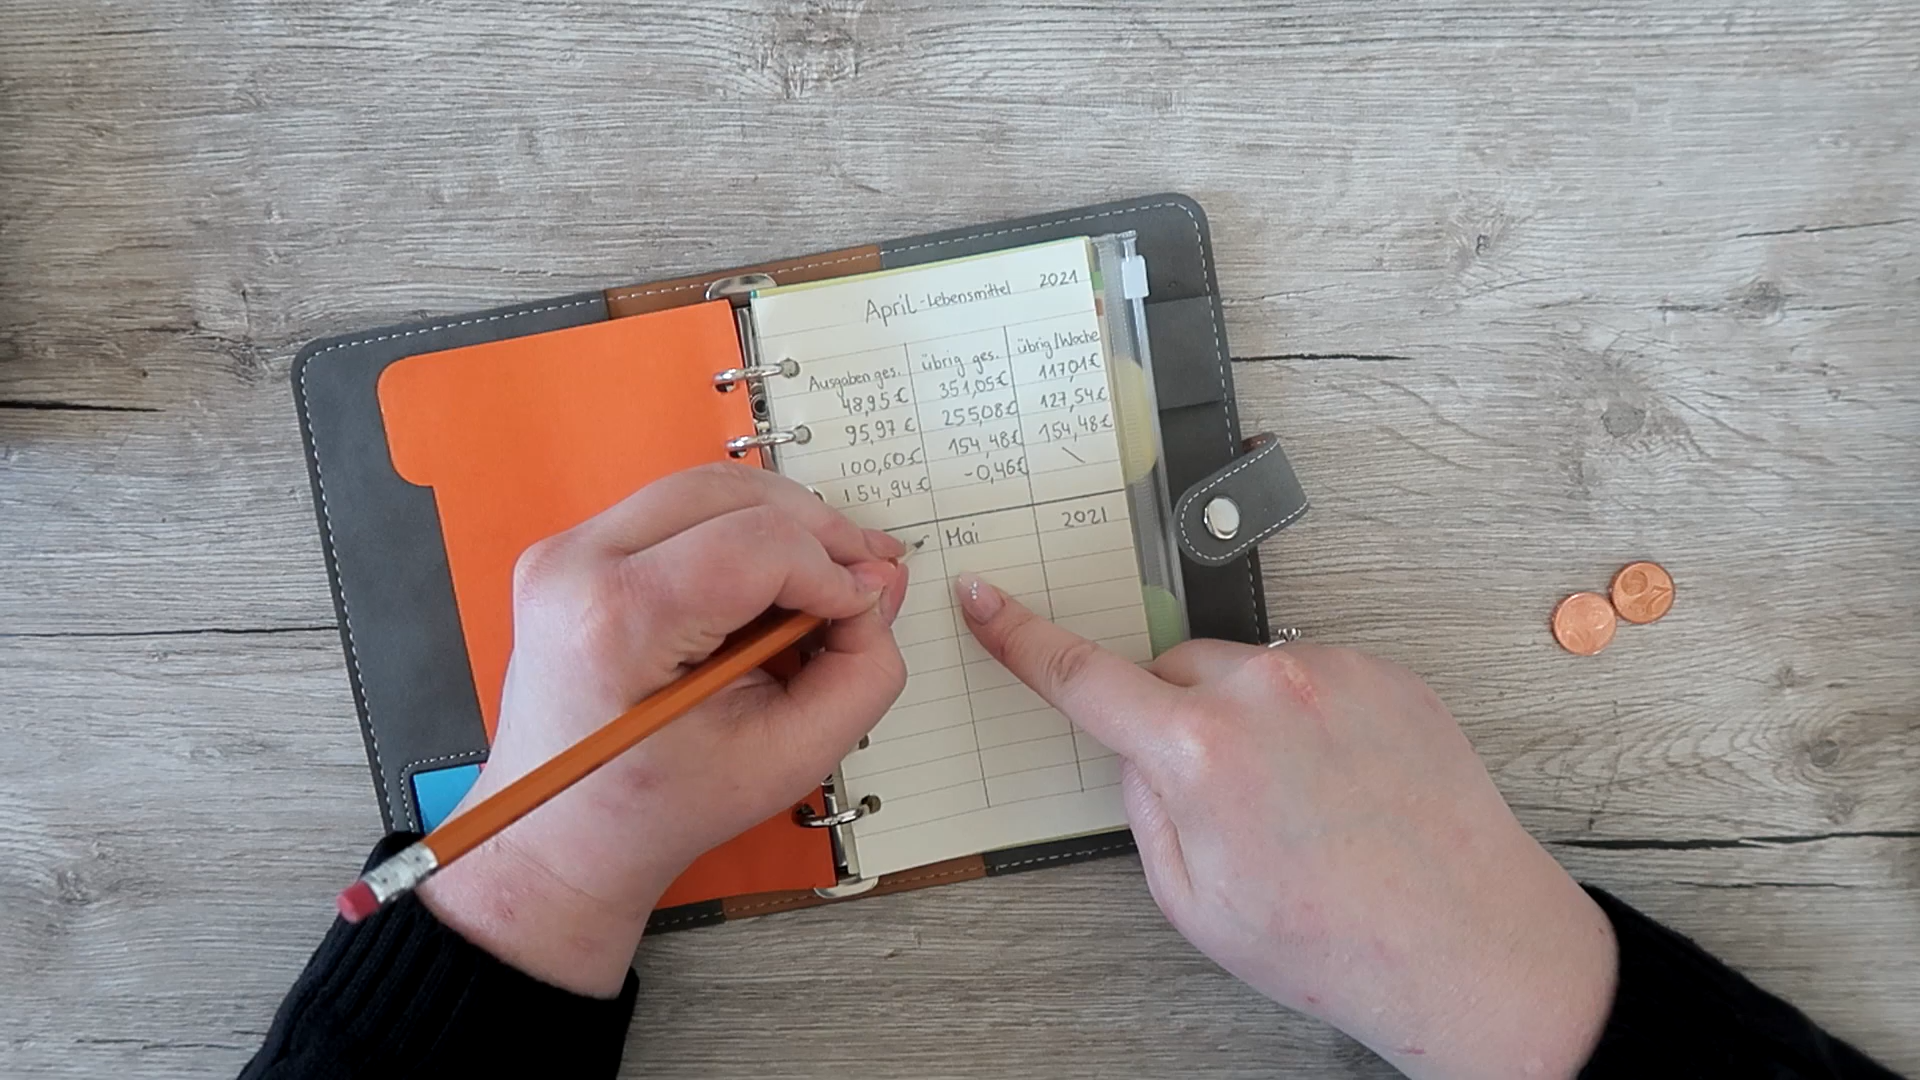 April - Lebensmittel 2021
Ausgaben ges. übrig ges. übrig/Woche
48,95€ 351,05€ 117,01€
95,97€ 255,08€ 127,54€
100,60€ 154,48€ 154,48€
154,94€ -0,46€ \
Mai 2021
2